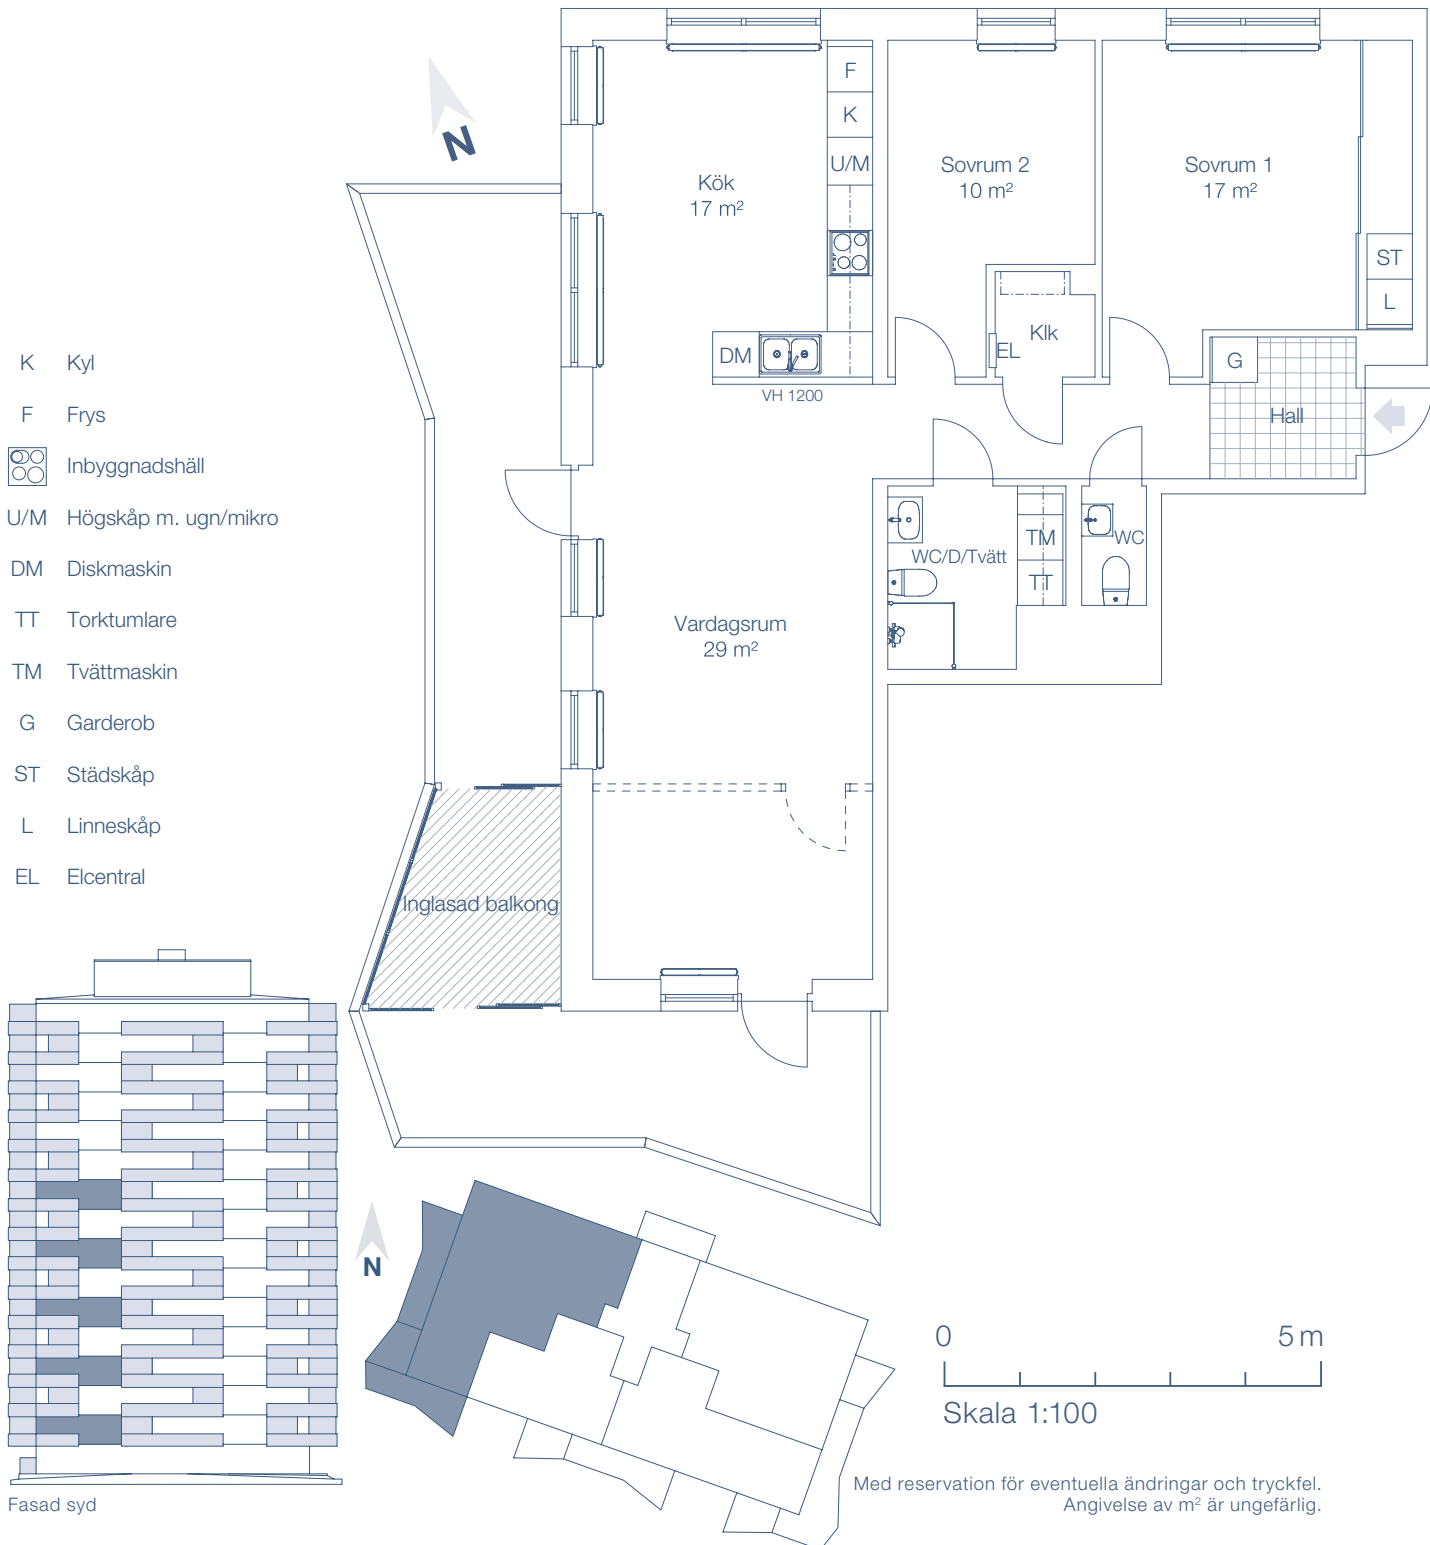 N
F
K
U/M
Kök
17 m²
Sovrum 2
10 m²
Sovrum 1
17 m²
ST
L
DM
VH 1200
EL
Klk
G
Hall
K Kyl
F Frys
Inbyggnadshäll
U/M Högskåp m. ugn/mikro
DM Diskmaskin
TT Torktumlare
TM Tvättmaskin
G Garderob
ST Städskåp
L Linneskåp
EL Elcentral
WC/D/Tvätt
TM
TT
WC
Vardagsrum
29 m²
Inglasad balkong
N
0 5 m
Skala 1:100
Fasad syd
Med reservation för eventuella ändringar och tryckfel.
Angivelse av m² är ungefärlig.